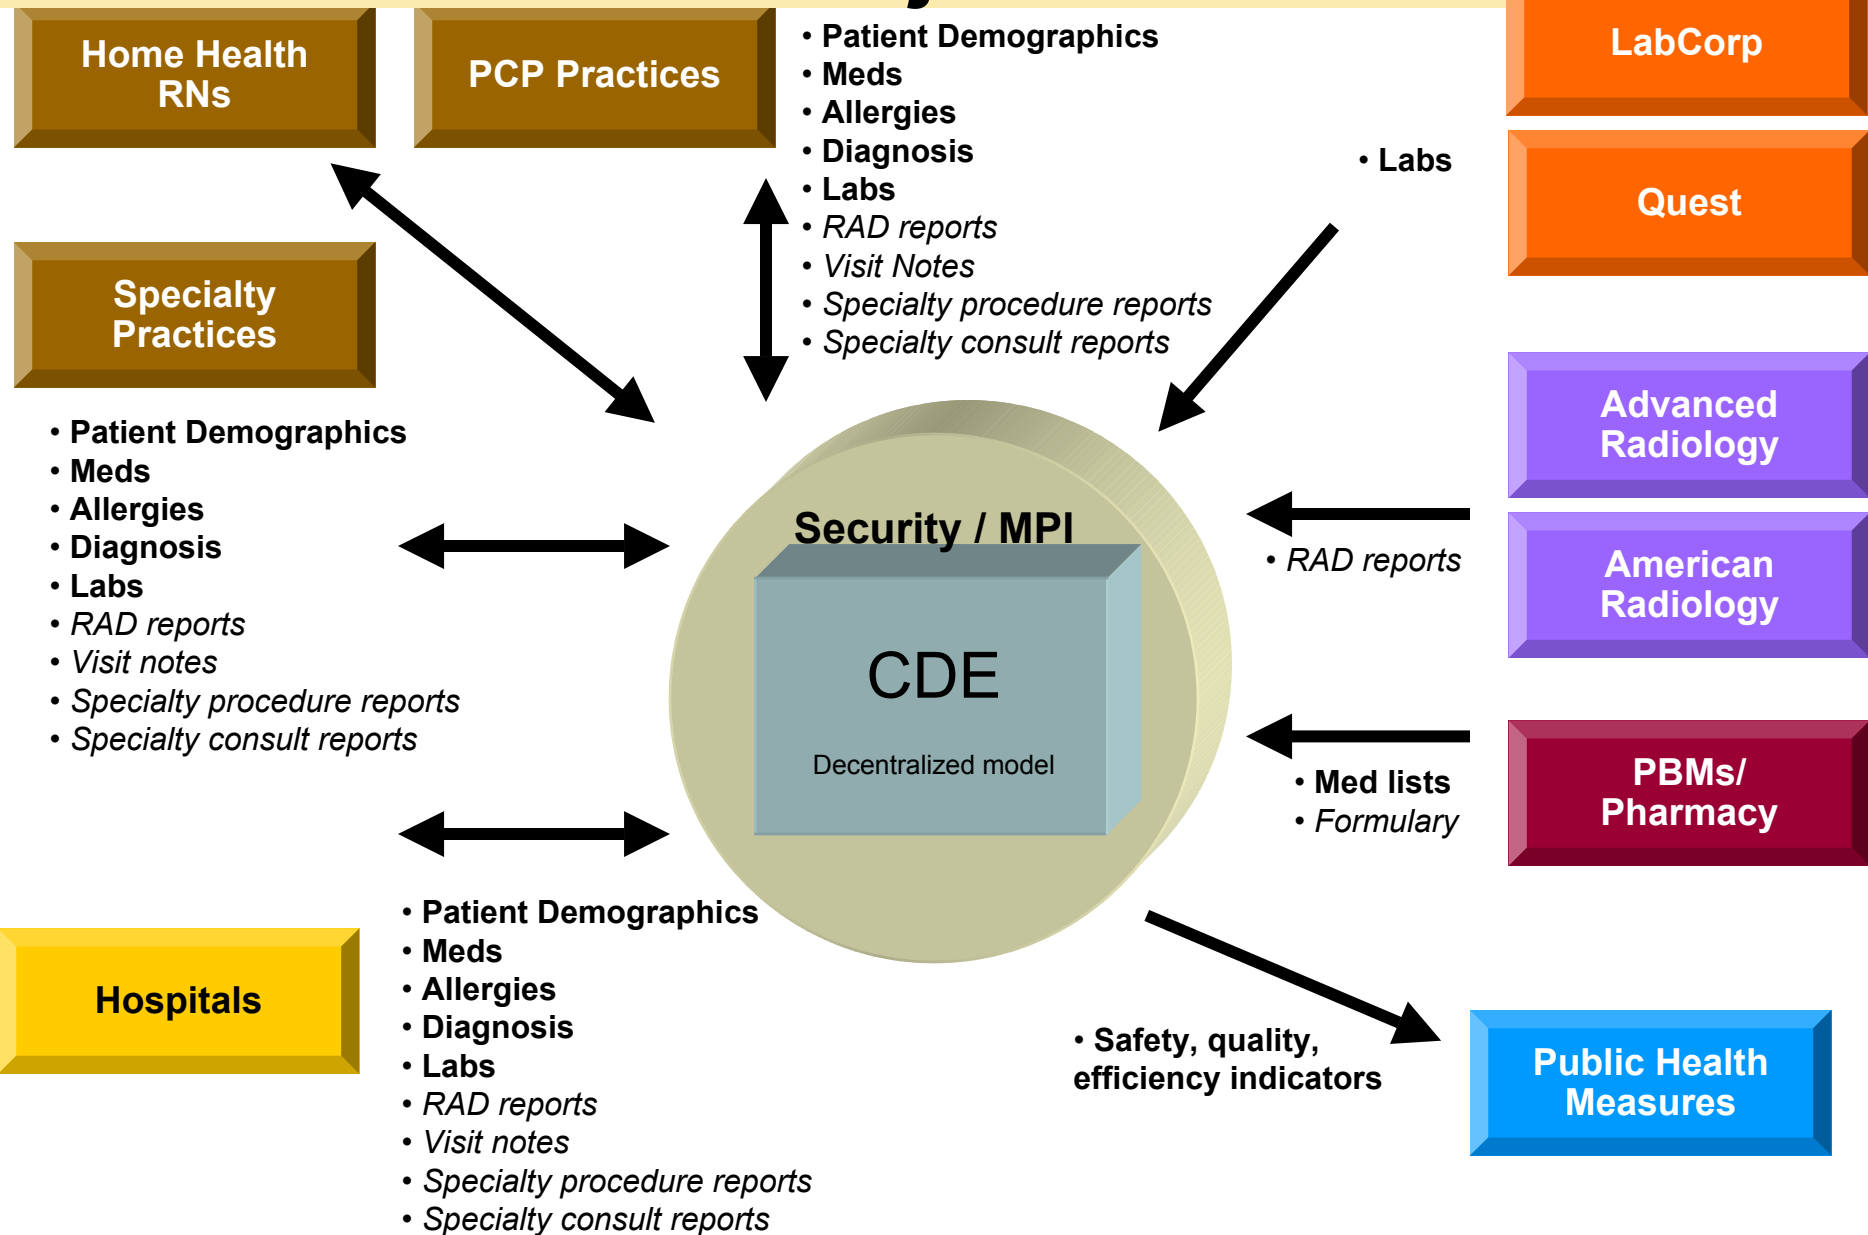 Home Health
RNs
PCP Practices
• Patient Demographics
• Meds
• Allergies
• Diagnosis
• Labs
• RAD reports
• Visit Notes
• Specialty procedure reports
• Specialty consult reports
• Labs
LabCorp
Quest
Specialty
Practices
• Patient Demographics
• Meds
• Allergies
• Diagnosis
• Labs
• RAD reports
• Visit notes
• Specialty procedure reports
• Specialty consult reports
Security / MPI
CDE
Decentralized model
Advanced
Radiology
American
Radiology
• RAD reports
PBMs/
Pharmacy
• Med lists
• Formulary
Hospitals
• Patient Demographics
• Meds
• Allergies
• Diagnosis
• Labs
• RAD reports
• Visit notes
• Specialty procedure reports
• Specialty consult reports
• Safety, quality,
efficiency indicators
Public Health
Measures